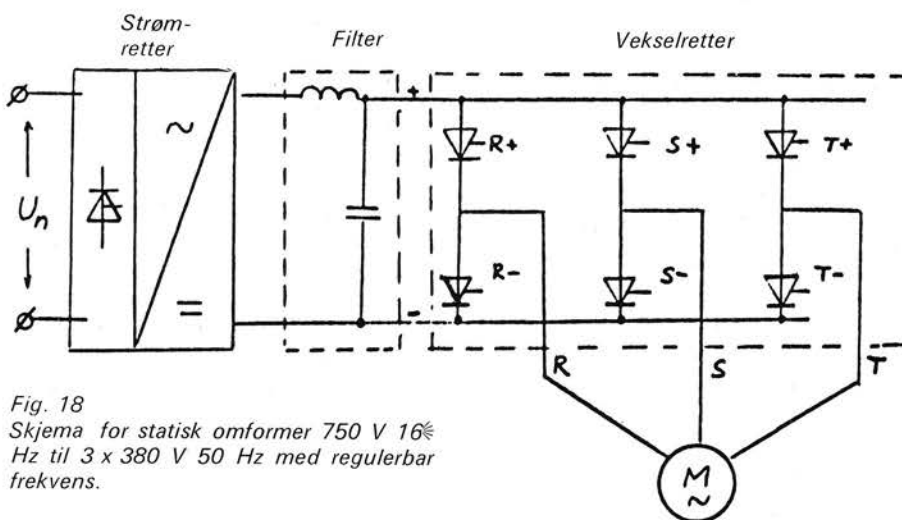 Strøm-
retter
Filter
Vekselretter
~
=
Un
+
-
R+
S+
T+
R-
S-
T-
R
S
T
M
~
Fig. 18
Skjema for statisk omformer 750 V 16⅔
Hz til 3 x 380 V 50 Hz med regulerbar
frekvens.